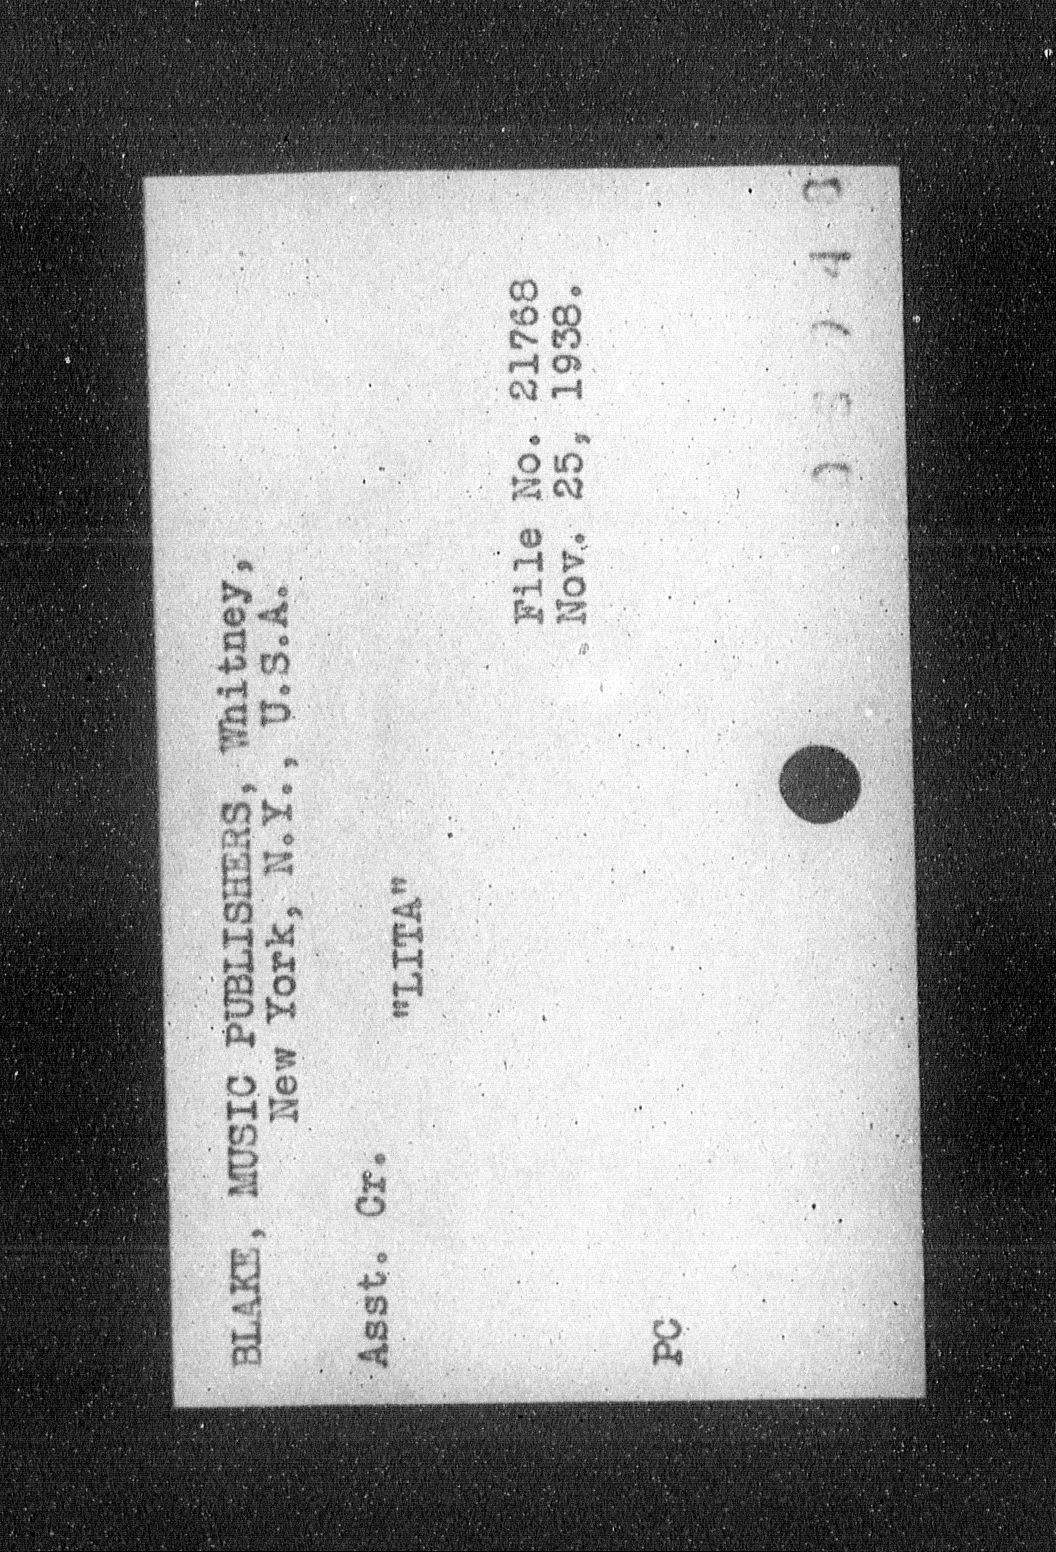 BLAKE, MUSIC PUBLISHERS, Whitney,
New York, N.Y., U.S.A.
Asst. Cr.
"LITA"
File No. 21768
Nov. 25, 1938.
PC